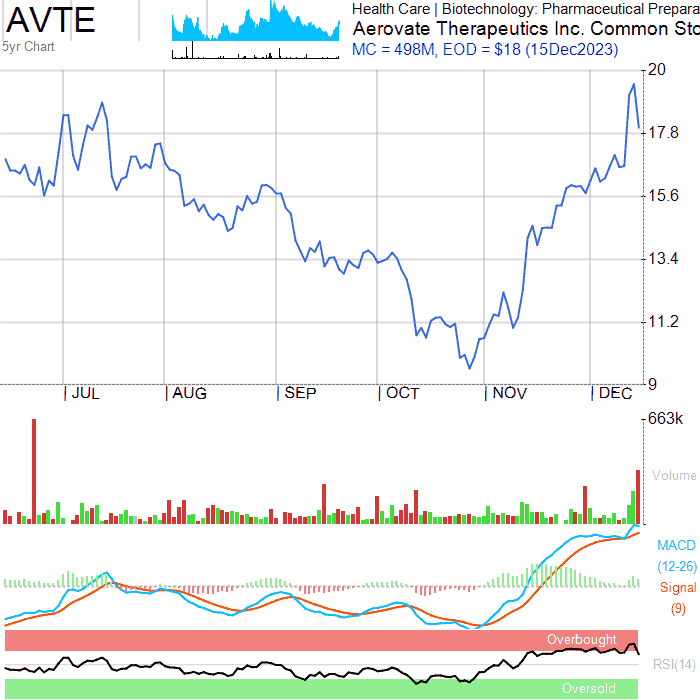 AVTE
5yr Chart
Health Care | Biotechnology: Pharmaceutical Prepara
Aerovate Therapeutics Inc. Common Sto
MC = 498M, EOD = $18 (15Dec2023)
20
17.8
15.6
13.4
11.2
9
JUL AUG SEP OCT NOV DEC
663k
Volume
MACD
(12-26)
Signal
(9)
Overbought
RSI(14)
Oversold